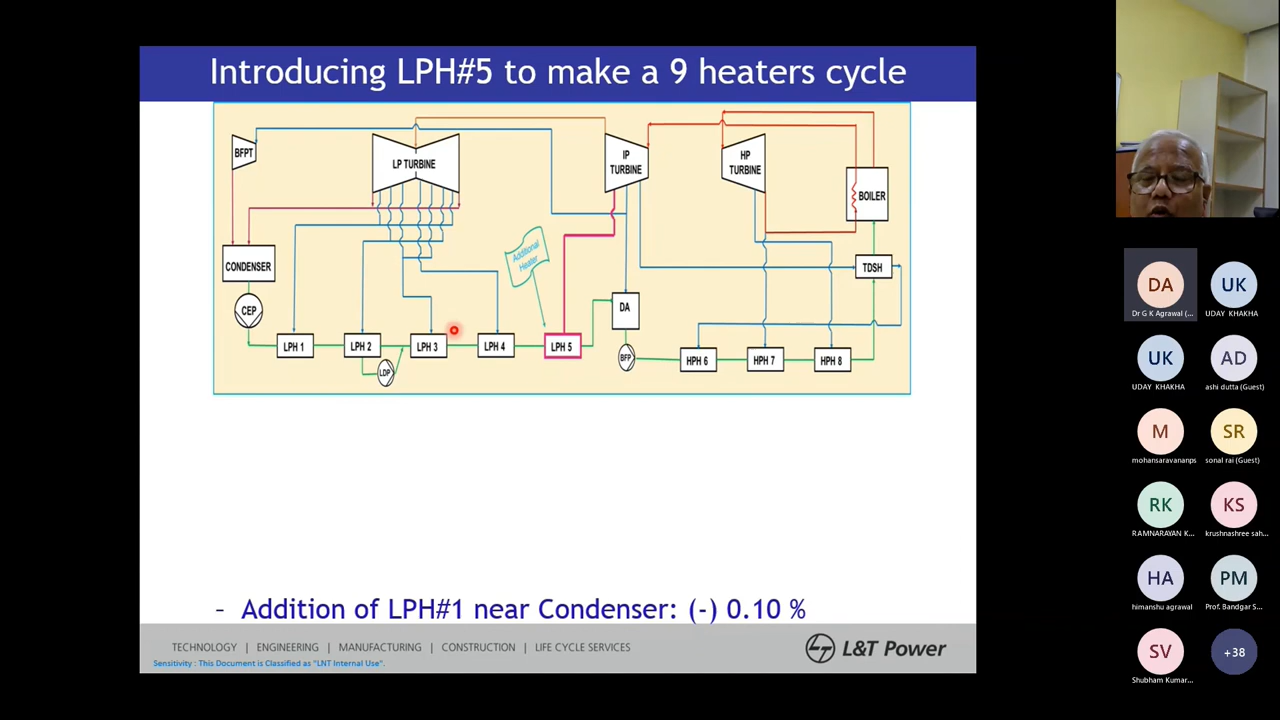 Introducing LPH#5 to make a 9 heaters cycle
BFPT
LP TURBINE
IP
TURBINE
HP
TURBINE
BOILER
CONDENSER
Additional
Heater
TDSH
CEP
DA
LPH 1
LPH 2
LPH 3
LPH 4
LPH 5
BFP
HPH 6
HPH 7
HPH 8
LDP
– Addition of LPH#1 near Condenser: (-) 0.10 %
TECHNOLOGY | ENGINEERING | MANUFACTURING | CONSTRUCTION | LIFE CYCLE SERVICES
L&T Power
Sensitivity : This Document is Classified as "LNT Internal Use".
DA
Dr G K Agrawal (...
UK
UDAY KHAKHA
UK
UDAY KHAKHA
AD
ashi dutta (Guest)
M
mohansaravananps
SR
sonal rai (Guest)
RK
RAMNARAYAN K...
KS
krushnashree sah...
HA
himanshu agrawal
PM
Prof. Bandgar S...
SV
Shubham Kumar...
+38